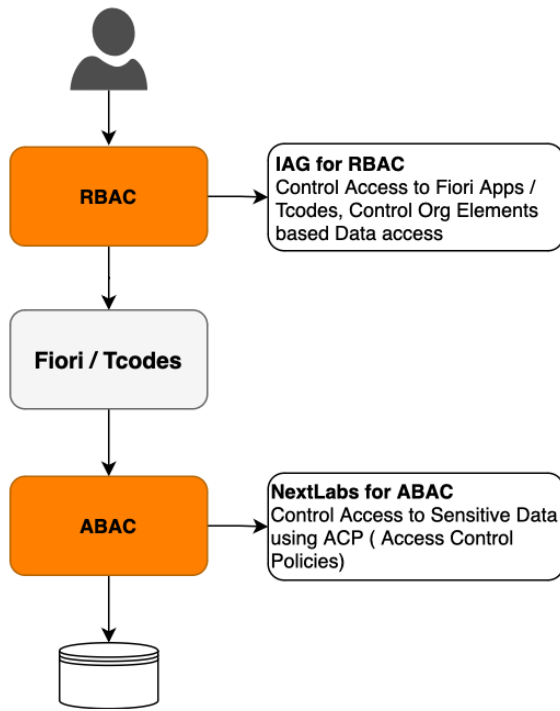 RBAC
IAG for RBAC
Control Access to Fiori Apps /
Tcodes, Control Org Elements
based Data access
Fiori / Tcodes
ABAC
NextLabs for ABAC
Control Access to Sensitive Data
using ACP ( Access Control
Policies)